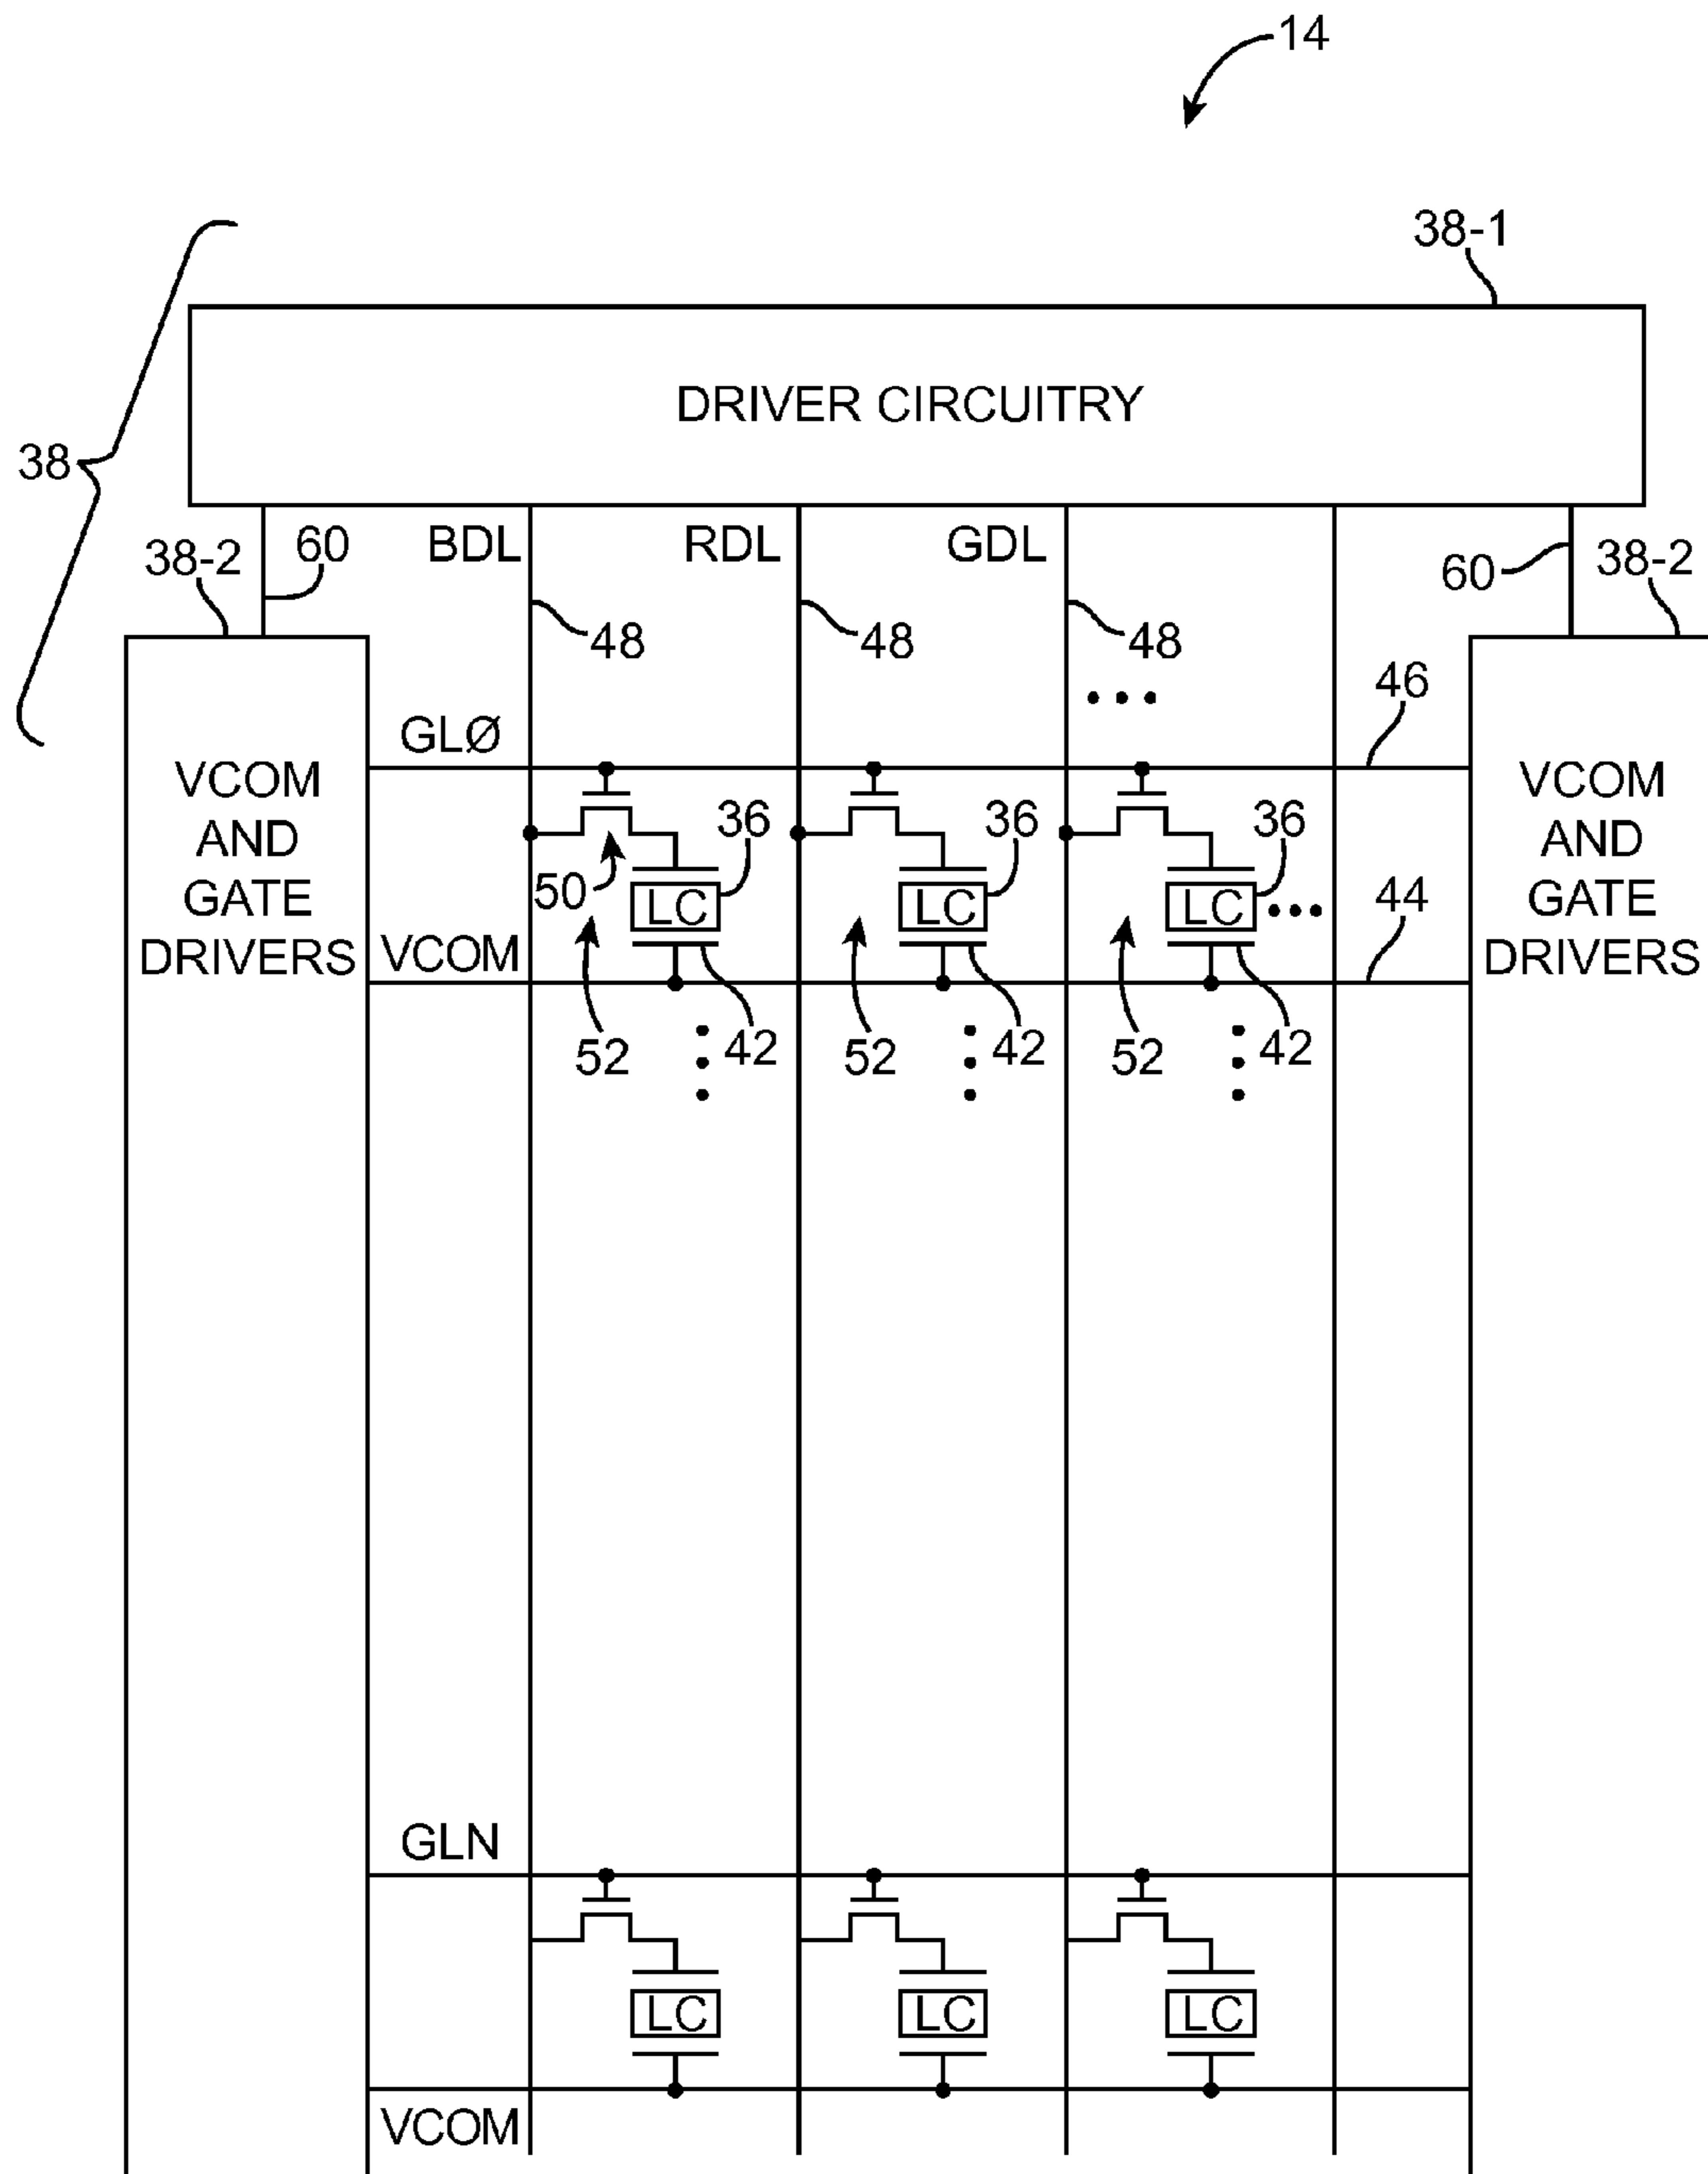 14
38-1
DRIVER CIRCUITRY
38
38-2
60
BDL
RDL
GDL
60
38-2
48
48
48
46
GLØ
VCOM
AND
GATE
DRIVERS
VCOM
AND
GATE
DRIVERS
36
36
36
50
LC
LC
LC
44
VCOM
52
42
52
42
52
42
GLN
LC
LC
LC
VCOM